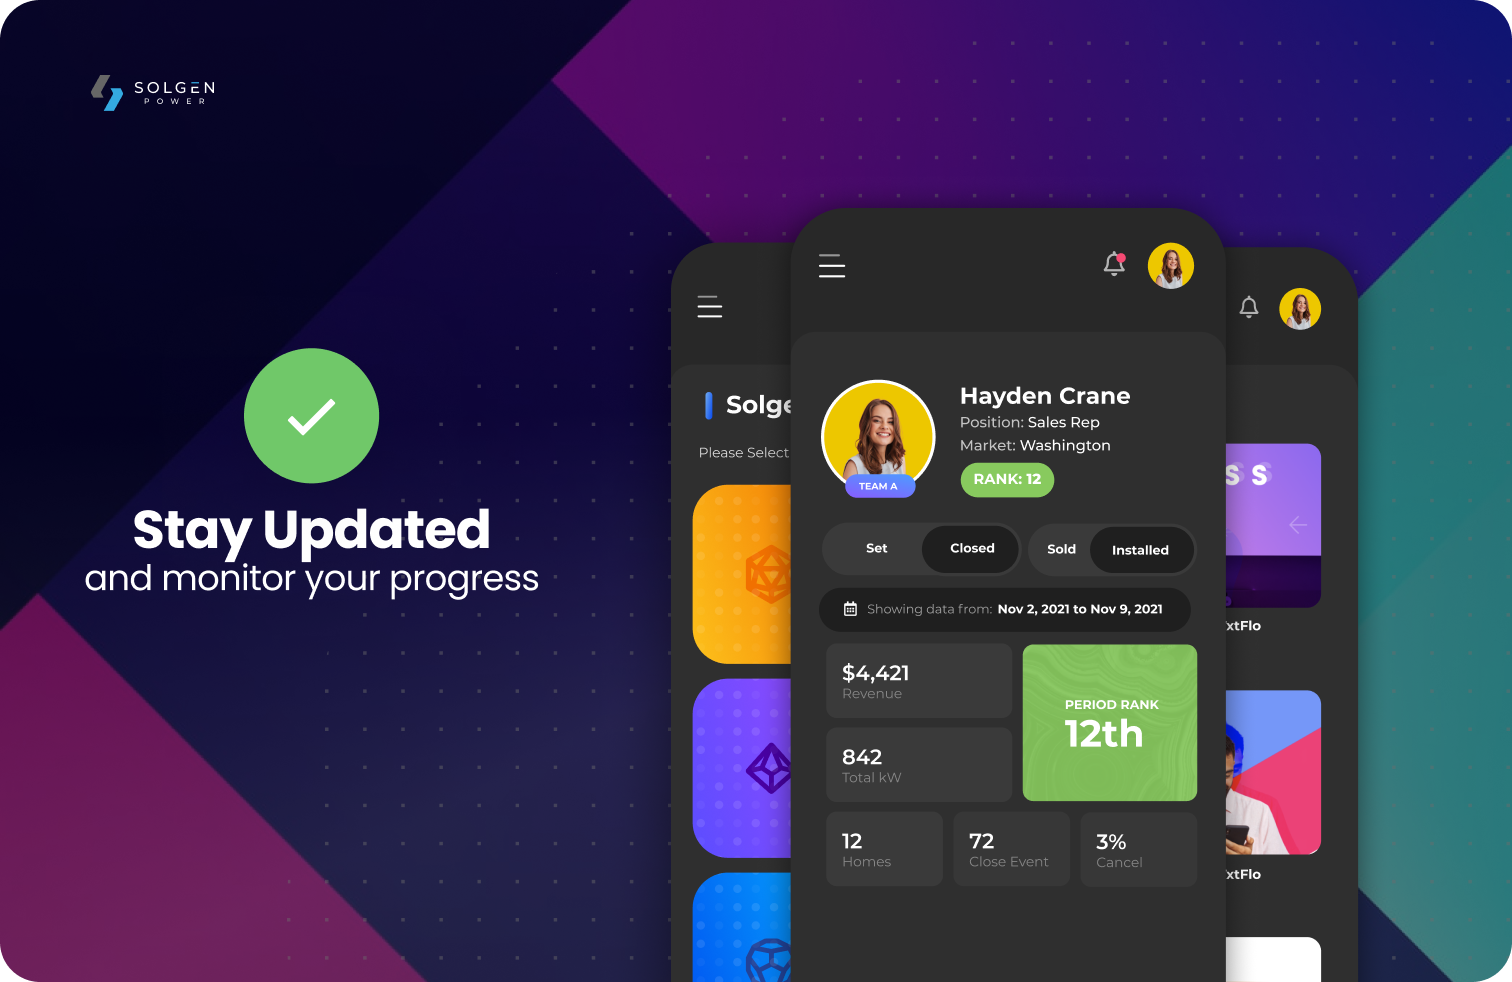 SOLGEN
POWER
Stay Updated
and monitor your progress
Solge
Please Select
Hayden Crane
Position: Sales Rep
Market: Washington
TEAM A
RANK: 12
Set
Closed
Sold
Installed
Showing data from: Nov 2, 2021 to Nov 9, 2021
$4,421
Revenue
842
Total kW
PERIOD RANK
12th
12
Homes
72
Close Event
3%
Cancel
S S
xtFlo
xtFlo